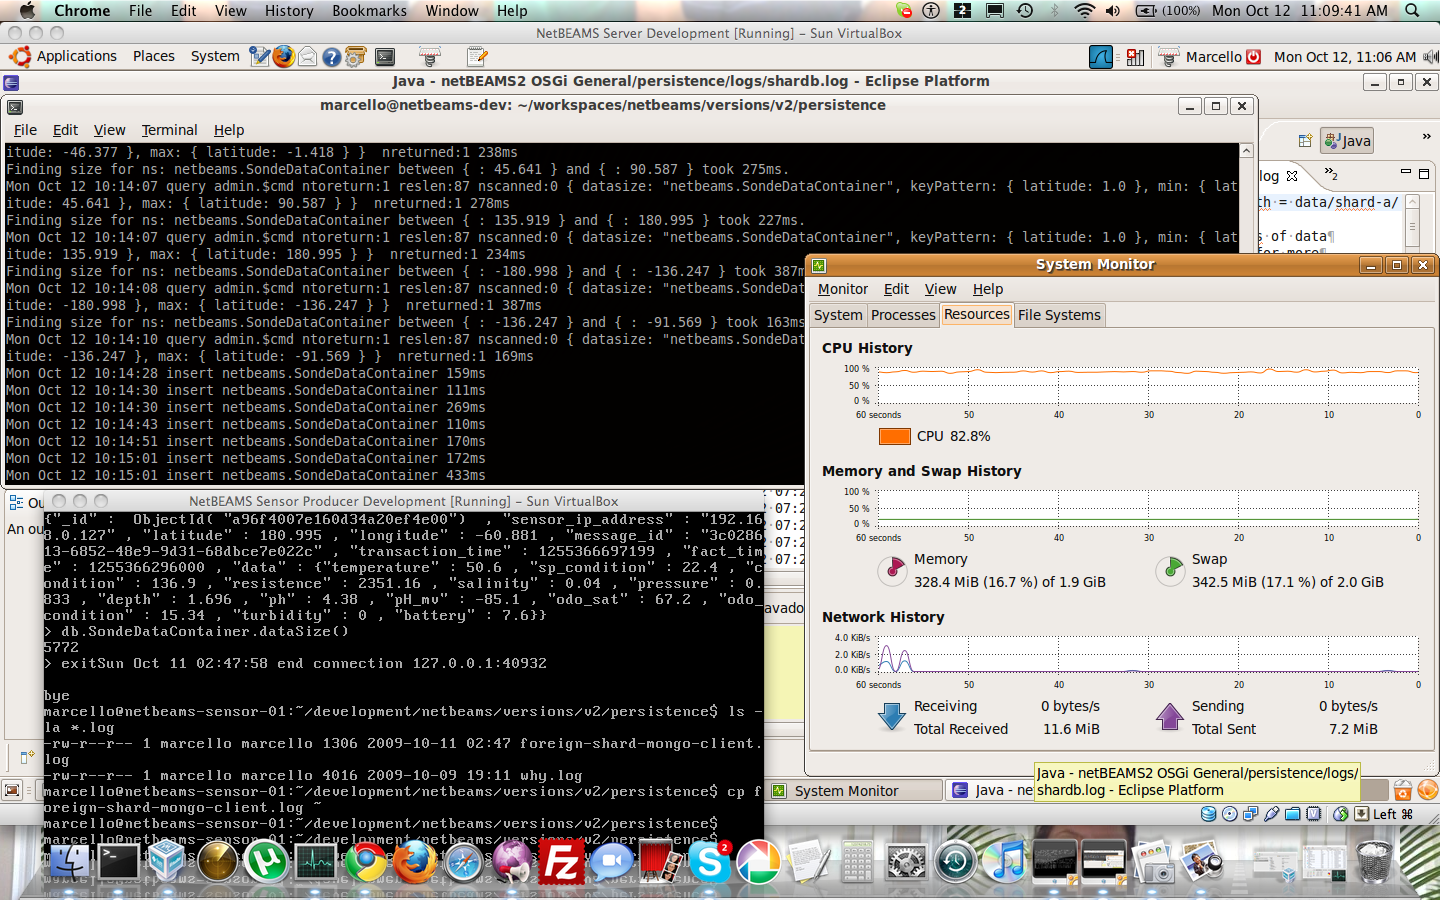 Chrome File Edit View History Bookmarks Window Help 2 (100%) Mon Oct 12 11:09:41 AM
NetBEAMS Server Development [Running] – Sun VirtualBox
Applications Places System Marcello Mon Oct 12, 11:06 AM
Java - netBEAMS2 OSGi General/persistence/logs/shardb.log - Eclipse Platform
marcello@netbeams-dev: ~/workspaces/netbeams/versions/v2/persistence
File Edit View Terminal Help
itude: -46.377 }, max: { latitude: -1.418 } }  nreturned:1 238ms
Finding size for ns: netbeams.SondeDataContainer between { : 45.641 } and { : 90.587 } took 275ms.
Mon Oct 12 10:14:07 query admin.$cmd ntoreturn:1 reslen:87 nscanned:0 { datasize: "netbeams.SondeDataContainer", keyPattern: { latitude: 1.0 }, min: { lat
itude: 45.641 }, max: { latitude: 90.587 } }  nreturned:1 278ms
Finding size for ns: netbeams.SondeDataContainer between { : 135.919 } and { : 180.995 } took 227ms.
Mon Oct 12 10:14:07 query admin.$cmd ntoreturn:1 reslen:87 nscanned:0 { datasize: "netbeams.SondeDataContainer", keyPattern: { latitude: 1.0 }, min: { lat
itude: 135.919 }, max: { latitude: 180.995 } }  nreturned:1 234ms
Finding size for ns: netbeams.SondeDataContainer between { : -180.998 } and { : -136.247 } took 387m
Mon Oct 12 10:14:08 query admin.$cmd ntoreturn:1 reslen:87 nscanned:0 { datasize: "netbeams.SondeDat
itude: -180.998 }, max: { latitude: -136.247 } }  nreturned:1 387ms
Finding size for ns: netbeams.SondeDataContainer between { : -136.247 } and { : -91.569 } took 163ms
Mon Oct 12 10:14:10 query admin.$cmd ntoreturn:1 reslen:87 nscanned:0 { datasize: "netbeams.SondeDat
itude: -136.247 }, max: { latitude: -91.569 } }  nreturned:1 169ms
Mon Oct 12 10:14:28 insert netbeams.SondeDataContainer 159ms
Mon Oct 12 10:14:30 insert netbeams.SondeDataContainer 111ms
Mon Oct 12 10:14:30 insert netbeams.SondeDataContainer 269ms
Mon Oct 12 10:14:43 insert netbeams.SondeDataContainer 110ms
Mon Oct 12 10:14:51 insert netbeams.SondeDataContainer 170ms
Mon Oct 12 10:15:01 insert netbeams.SondeDataContainer 172ms
Mon Oct 12 10:15:01 insert netbeams.SondeDataContainer 433ms
Java
log
2
th = data/shard-a/
s of data¶
for more
System Monitor
Monitor Edit View Help
System Processes Resources File Systems
CPU History
100 %
50 %
0 %
60 seconds 50 40 30 20 10 0
CPU 82.8%
Memory and Swap History
100 %
50 %
0 %
60 seconds 50 40 30 20 10 0
Memory
328.4 MiB (16.7 %) of 1.9 GiB
Swap
342.5 MiB (17.1 %) of 2.0 GiB
Network History
4.0 KiB/s
2.0 KiB/s
0.0 KiB/s
60 seconds 50 40 30 20 10 0
Receiving 0 bytes/s
Total Received 11.6 MiB
Sending 0 bytes/s
Total Sent 7.2 MiB
Ou
An ou
2 07:2
2 07:2
2 07:2
2 07:2
avado
NetBEAMS Sensor Producer Development [Running] – Sun VirtualBox
{"_id" :  ObjectId( "a96f4007e160d34a20ef4e00")  , "sensor_ip_address" : "192.16
8.0.127" , "latitude" : 180.995 , "longitude" : -60.881 , "message_id" : "3c0286
13-6852-48e9-9d31-68dbce7e022c" , "transaction_time" : 1255366697199 , "fact_tim
e" : 1255366296000 , "data" : {"temperature" : 50.6 , "sp_condition" : 22.4 , "c
ondition" : 136.9 , "resistence" : 2351.16 , "salinity" : 0.04 , "pressure" : 0.
833 , "depth" : 1.696 , "ph" : 4.38 , "pH_mv" : -85.1 , "odo_sat" : 67.2 , "odo_
condition" : 15.34 , "turbidity" : 0 , "battery" : 7.6}}
> db.SondeDataContainer.dataSize()
5772
> exitSun Oct 11 02:47:58 end connection 127.0.0.1:40932
bye
marcello@netbeams-sensor-01:~/development/netbeams/versions/v2/persistence$ ls -
la *.log
-rw-r--r-- 1 marcello marcello 1306 2009-10-11 02:47 foreign-shard-mongo-client.
log
-rw-r--r-- 1 marcello marcello 4016 2009-10-09 19:11 why.log
marcello@netbeams-sensor-01:~/development/netbeams/versions/v2/persistence$ cp f
oreign-shard-mongo-client.log ~
marcello@netbeams-sensor-01:~/development/netbeams/versions/v2/persistence$
marcello@netbeams-sensor-01:~/development/netbeams/versions/v2/persistence$
Java - netBEAMS2 OSGi General/persistence/logs/
shardb.log - Eclipse Platform
System Monitor
Java - ne
Left ⌘
2